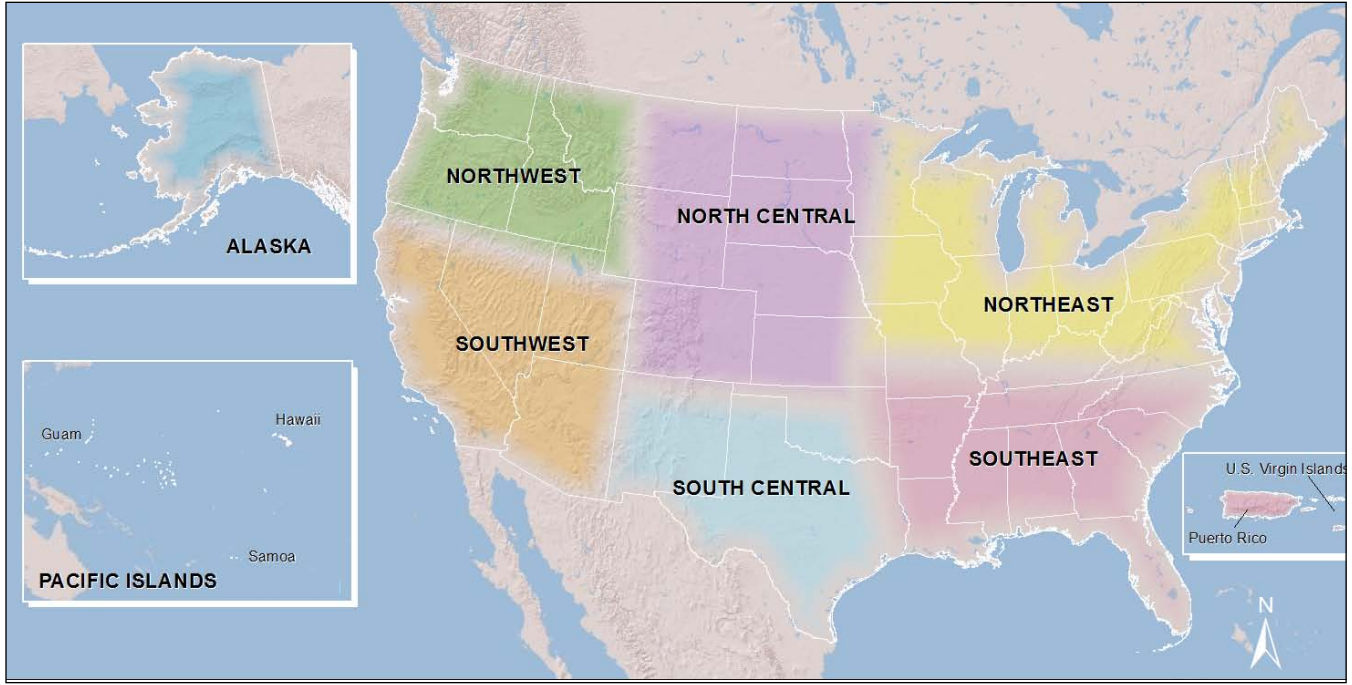 ALASKA
Guam
Hawaii
Samoa
PACIFIC ISLANDS
NORTHWEST
NORTH CENTRAL
NORTHEAST
SOUTHWEST
SOUTH CENTRAL
SOUTHEAST
U.S. Virgin Islands
Puerto Rico
N